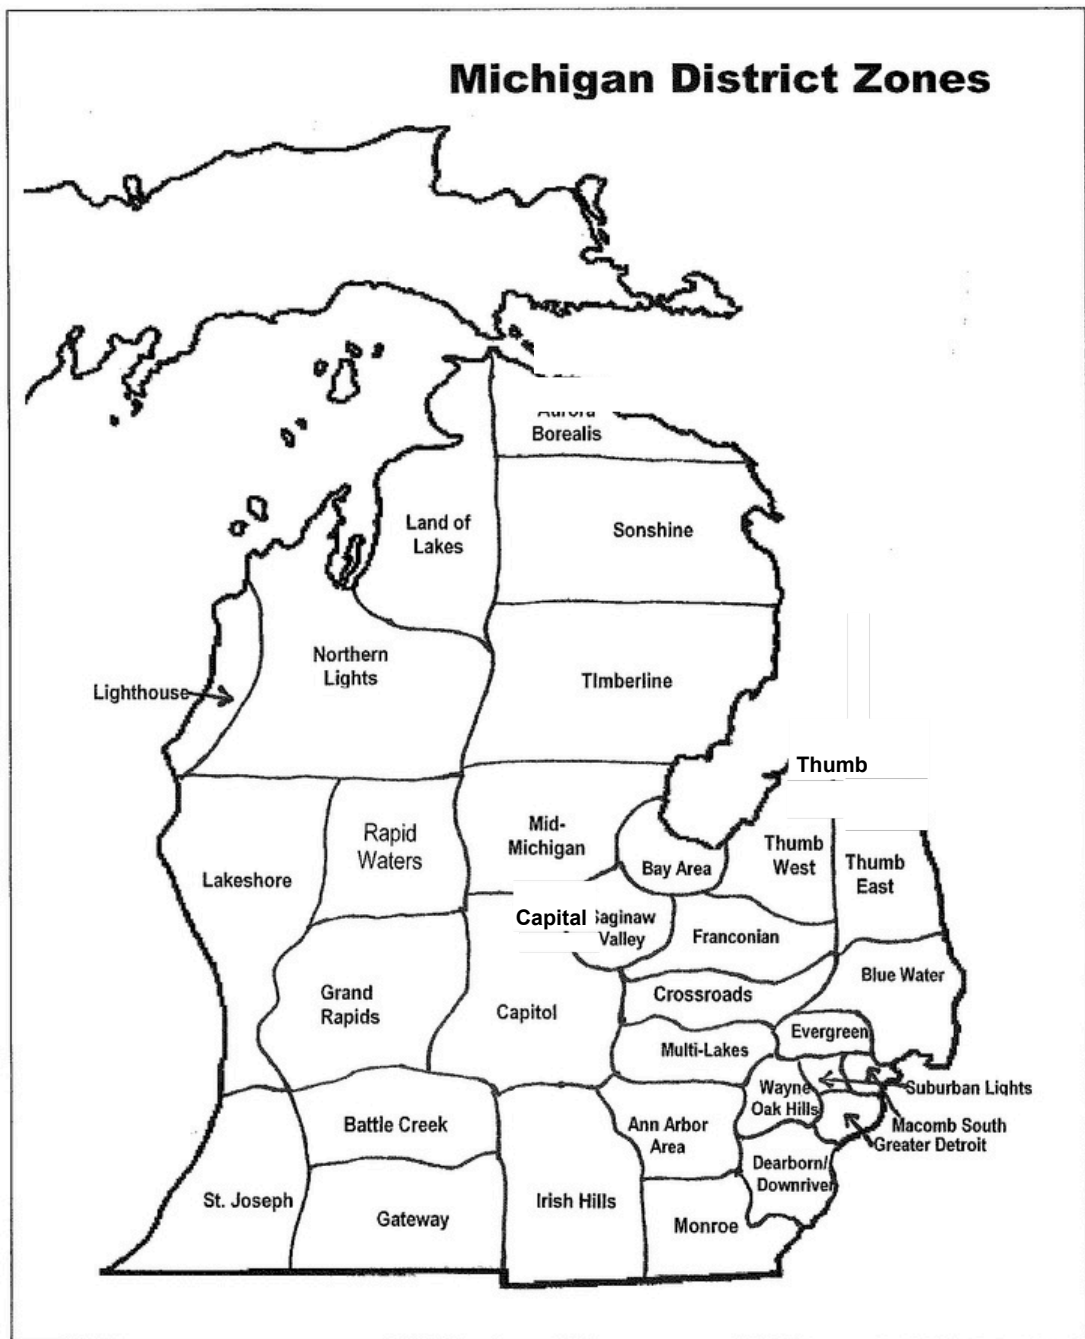 Michigan District Zones
Aurora
Borealis
Land of
Lakes
Sonshine
Northern
Lights
Lighthouse
TImberline
Thumb
Rapid
Waters
Mid-
Michigan
Bay Area
Thumb
West
Thumb
East
Lakeshore
Capital
Saginaw
Valley
Franconian
Blue Water
Grand
Rapids
Capitol
Crossroads
Evergreen
Multi-Lakes
Wayne
Oak Hills
Suburban Lights
Macomb South
Greater Detroit
Battle Creek
Ann Arbor
Area
Dearborn/
Downriver
St. Joseph
Gateway
Irish Hills
Monroe